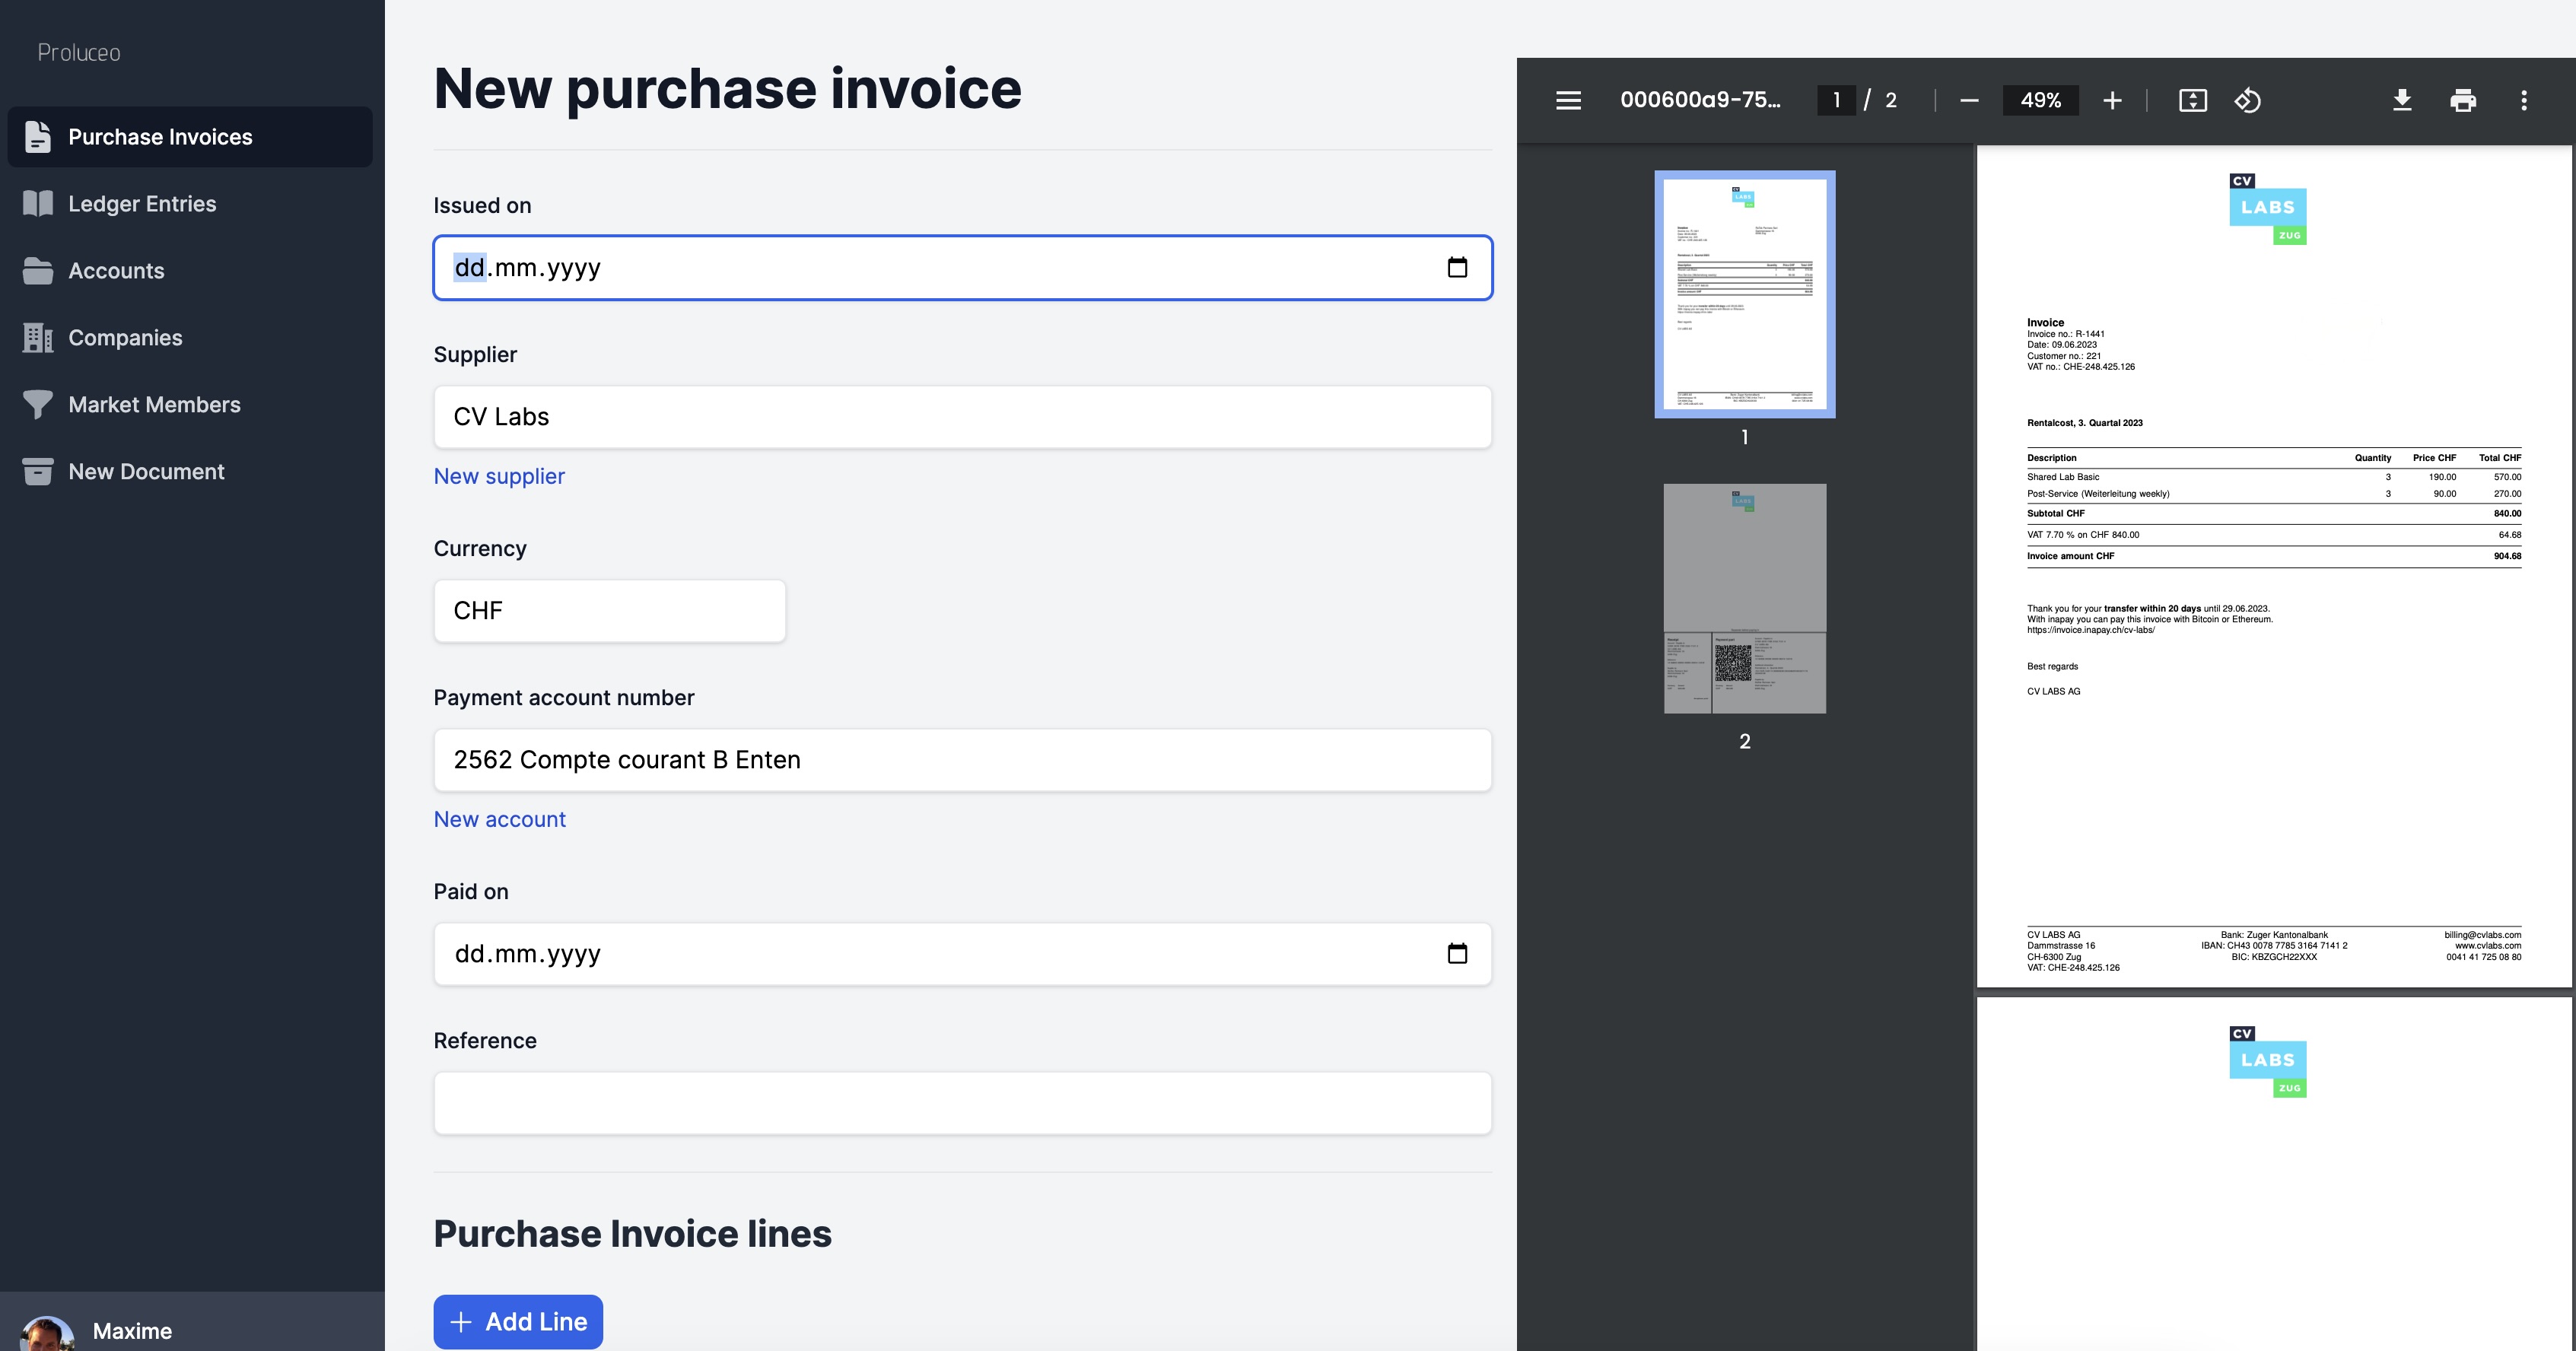 Proluceo
Purchase Invoices
Ledger Entries
Accounts
Companies
Market Members
New Document
Maxime
New purchase invoice
Issued on
dd.mm.yyyy
Supplier
CV Labs
New supplier
Currency
CHF
Payment account number
2562 Compte courant B Enten
New account
Paid on
dd.mm.yyyy
Reference
Purchase Invoice lines
+ Add Line
000600a9-75... 1 / 2 49%
1
2
CV
LABS
ZUG
Invoice
Invoice no.: R-1441
Date: 09.06.2023
Customer no.: 221
VAT no.: CHE-248.425.126
Rentalcost, 3. Quartal 2023
Description Quantity Price CHF Total CHF
Shared Lab Basic 3 190.00 570.00
Post-Service (Weiterleitung weekly) 3 90.00 270.00
Subtotal CHF 840.00
VAT 7.70 % on CHF 840.00 64.68
Invoice amount CHF 904.68
Thank you for your transfer within 20 days until 29.06.2023.
With inapay you can pay this invoice with Bitcoin or Ethereum.
https://invoice.inapay.ch/cv-labs/
Best regards
CV LABS AG
CV LABS AG Bank: Zuger Kantonalbank billing@cvlabs.com
Dammstrasse 16 IBAN: CH43 0078 7785 3164 7141 2 www.cvlabs.com
CH-6300 Zug BIC: KBZGCH22XXX 0041 41 725 08 80
VAT: CHE-248.425.126
CV
LABS
ZUG